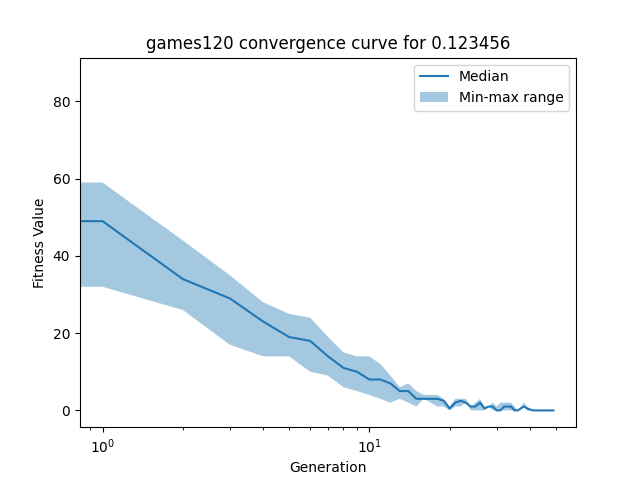 games120 convergence curve for 0.123456
Median
Min-max range
80
60
40
20
0
Fitness Value
10⁰
10¹
Generation